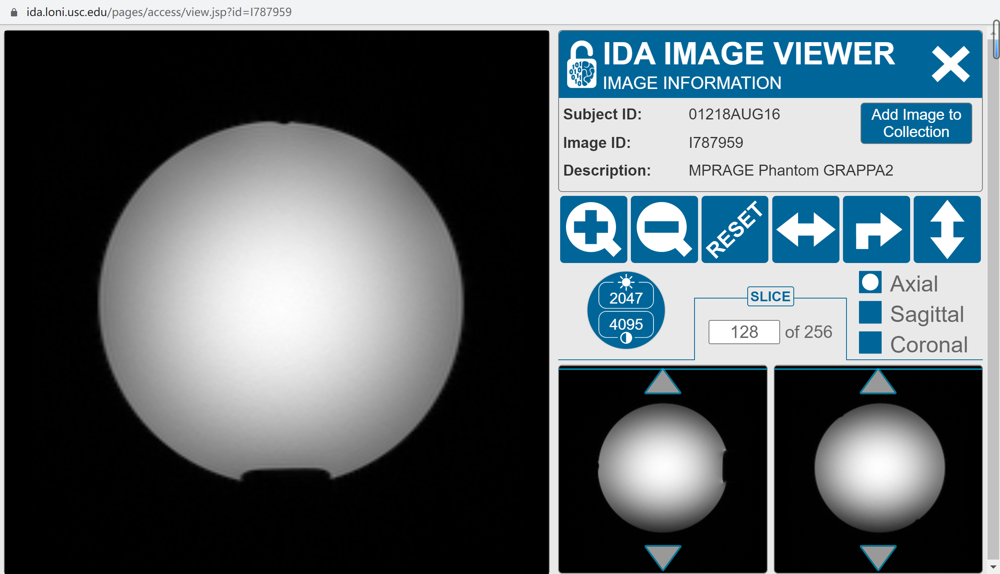 ida.loni.usc.edu/pages/access/view.jsp?id=I787959
IDA IMAGE VIEWER
IMAGE INFORMATION
Subject ID: 01218AUG16
Add Image to
Collection
Image ID: I787959
Description: MPRAGE Phantom GRAPPA2
RESET
2047
4095
SLICE
128 of 256
Axial
Sagittal
Coronal